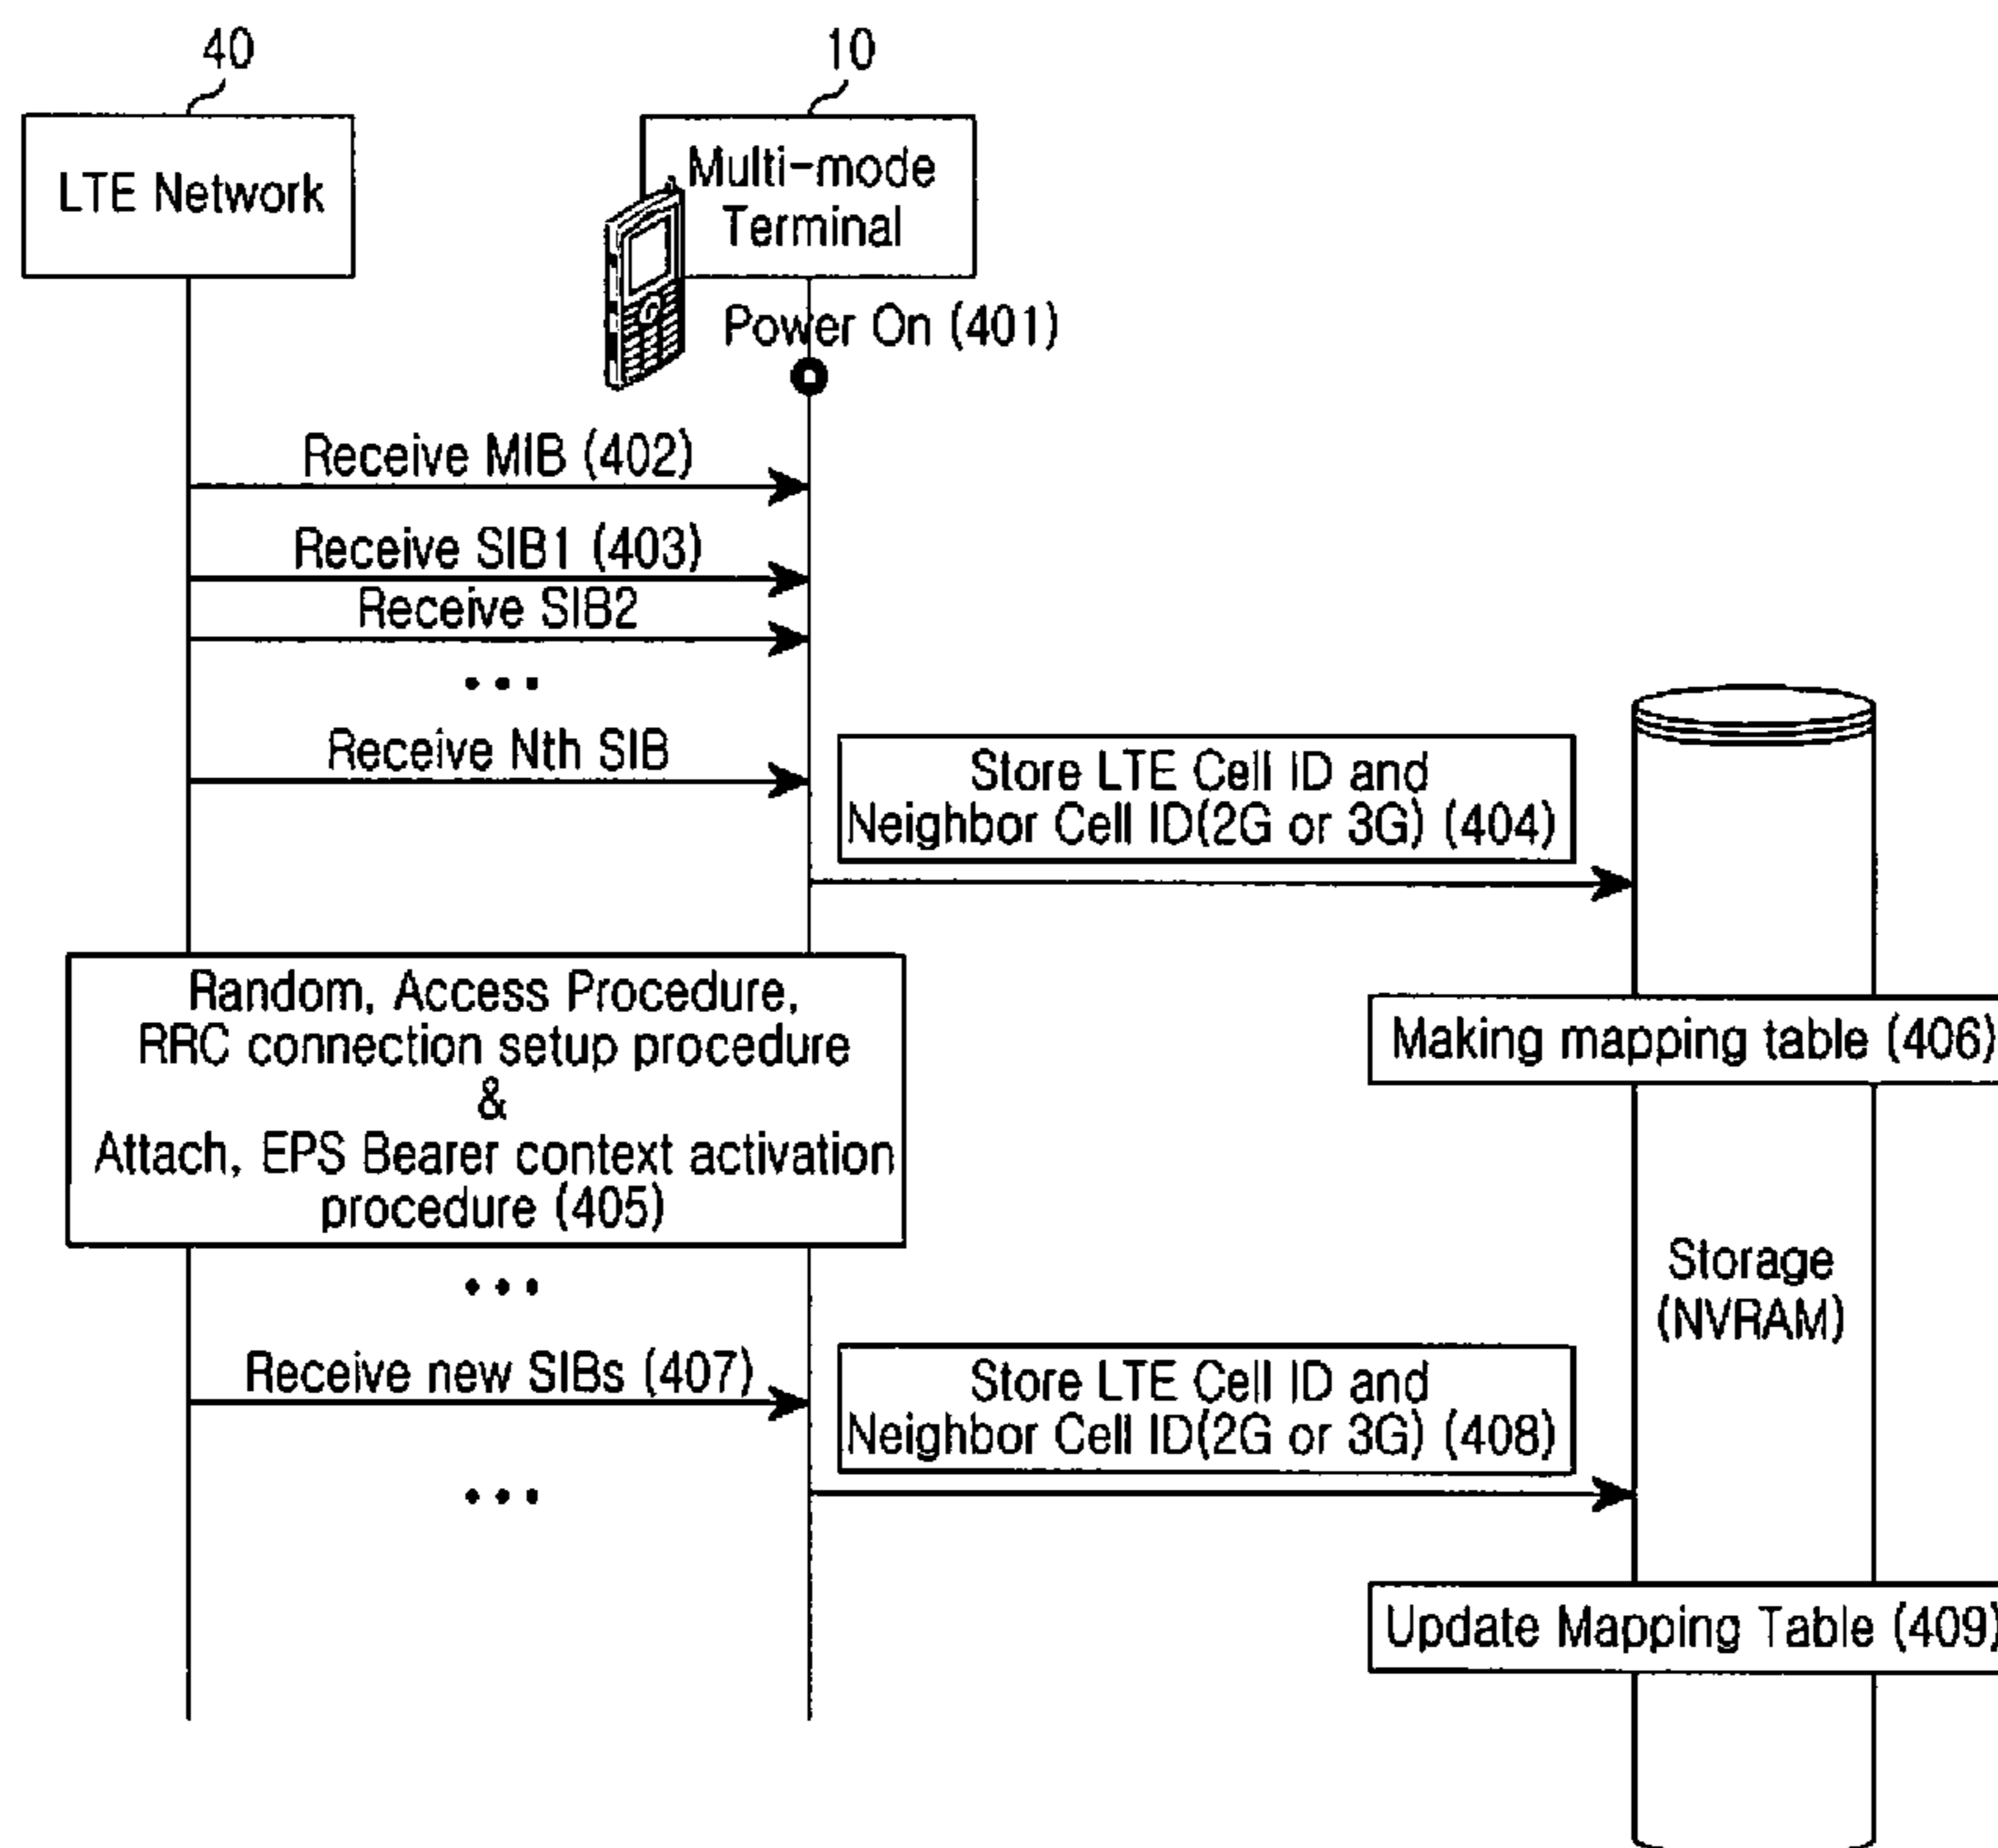 40
10
LTE Network
Multi-mode
Terminal
Power On (401)
Receive MIB (402)
Receive SIB1 (403)
Receive SIB2
...
Receive Nth SIB
Store LTE Cell ID and
Neighbor Cell ID(2G or 3G) (404)
Random, Access Procedure,
RRC connection setup procedure
&
Attach, EPS Bearer context activation
procedure (405)
Making mapping table (406)
Storage
(NVRAM)
...
Receive new SIBs (407)
Store LTE Cell ID and
Neighbor Cell ID(2G or 3G) (408)
...
Update Mapping Table (409)